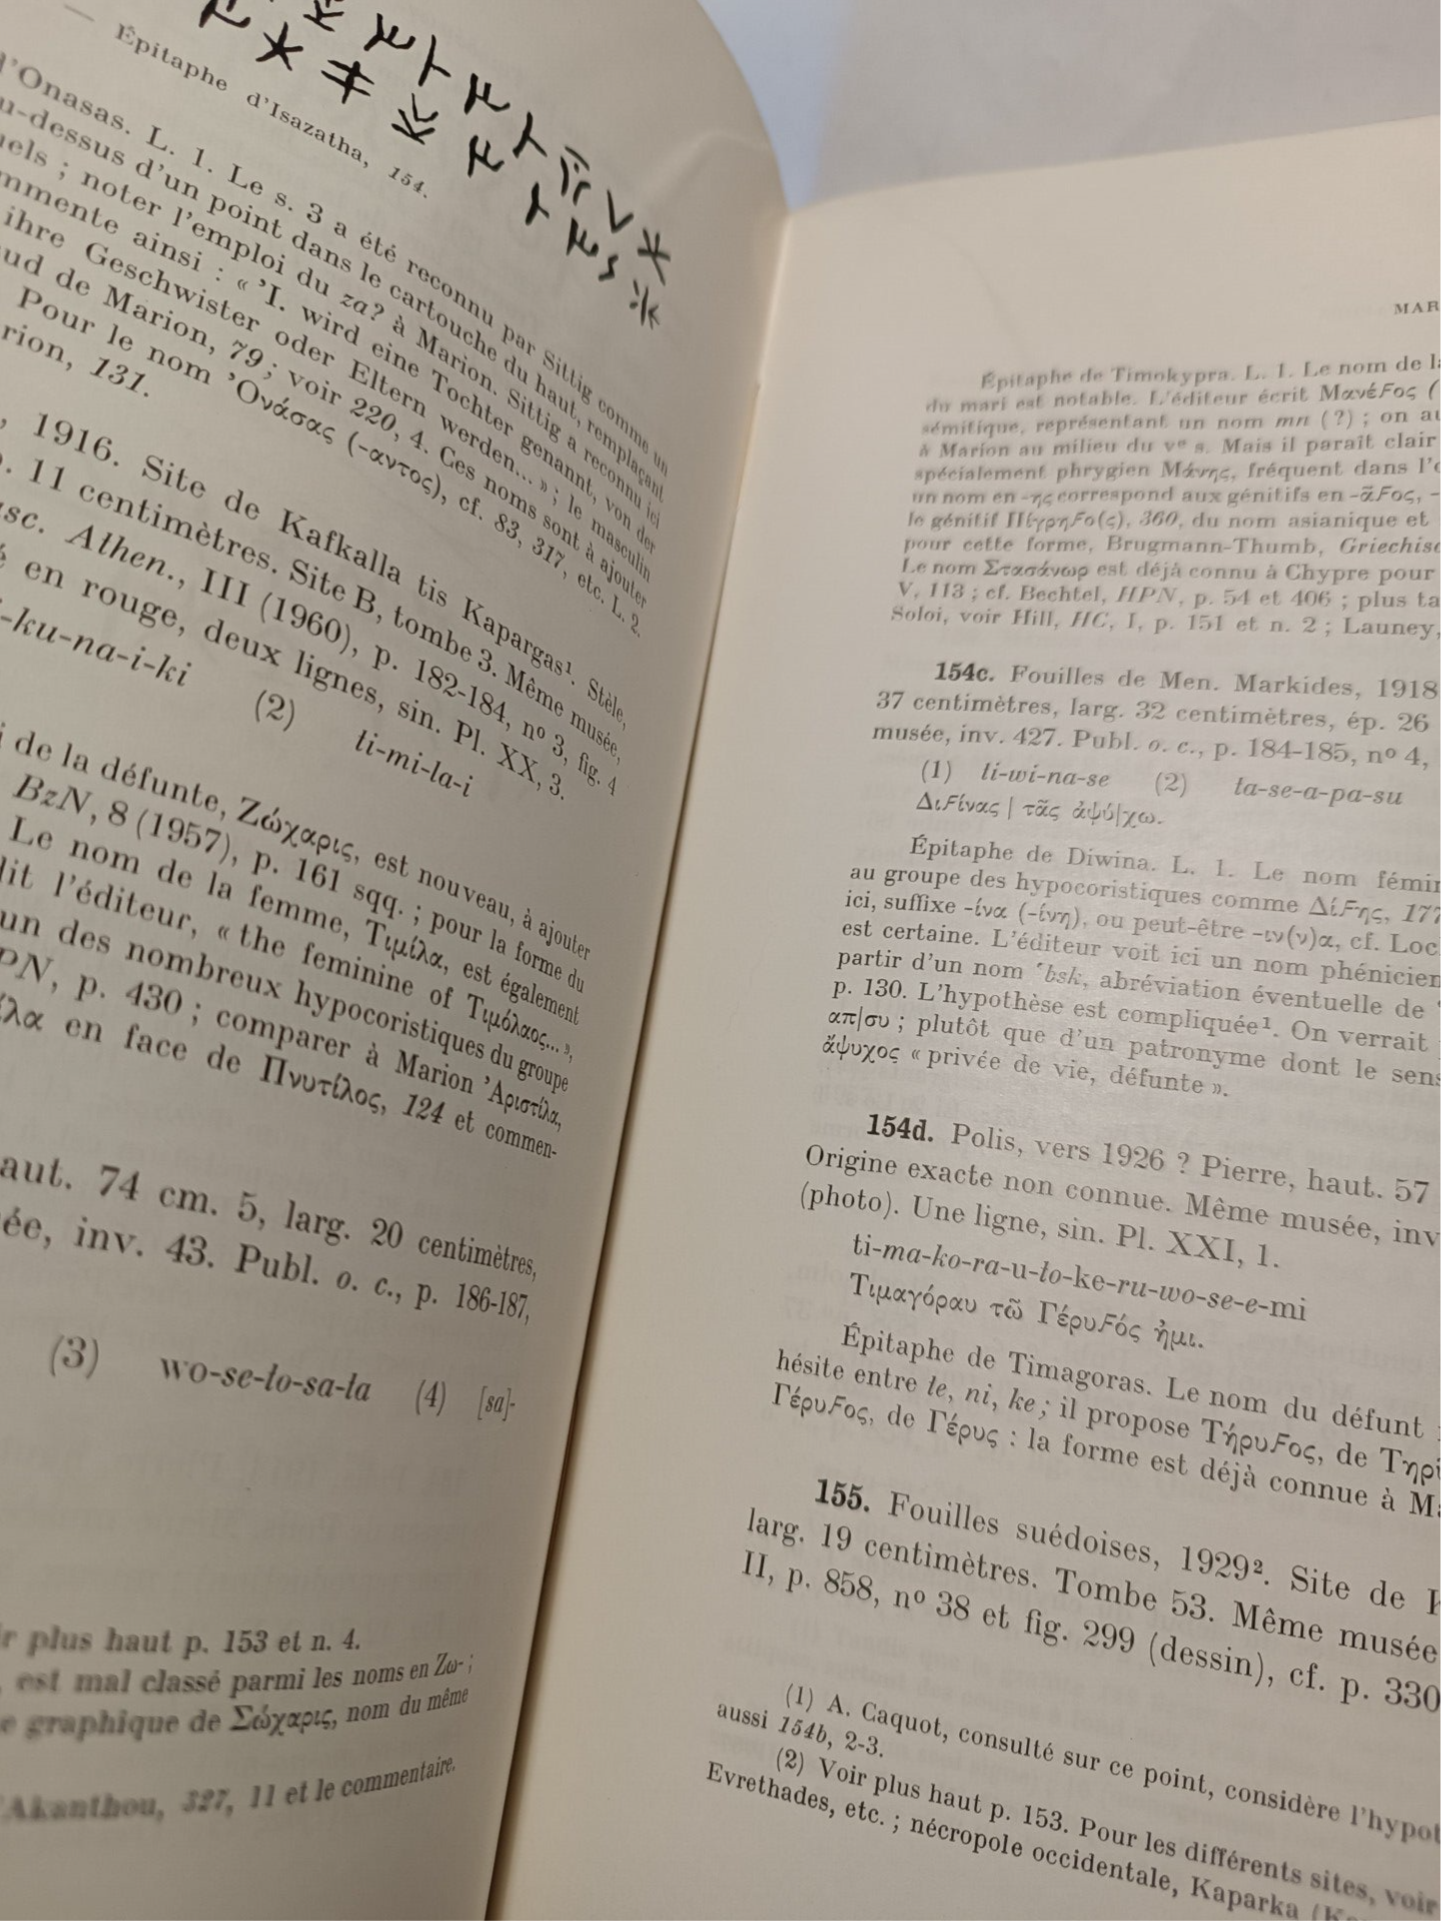 Épitaphe d'Isazatha, 154.
d'Onasas. L. 1. Le s. 3 a été reconnu par Sittig comme un
u-dessus d'un point dans le cartouche du haut, remplaçant
uels ; noter l'emploi du za? à Marion. Sittig a reconnu ici
mmente ainsi : « 'I. wird eine Tochter genannt, von der
ihre Geschwister oder Eltern werden... » ; le masculin
ud de Marion, 79 ; voir 220, 4. Ces noms sont à ajouter
Pour le nom 'Ονάσας (-αντος), cf. 83, 317, etc. L. 2.
rion, 131.
, 1916. Site de Kafkalla tis Kapargas¹. Stèle,
p. 11 centimètres. Site B, tombe 3. Même musée,
sc. Athen., III (1960), p. 182-184, nº 3, fig. 4
é en rouge, deux lignes, sin. Pl. XX, 3.
-ku-na-i-ki (2) ti-mi-la-i
i de la défunte, Ζώχαρις, est nouveau, à ajouter
BzN, 8 (1957), p. 161 sqq. ; pour la forme du
Le nom de la femme, Τιμίλα, est également
dit l'éditeur, « the feminine of Τιμόλαος... »,
un des nombreux hypocoristiques du groupe
PN, p. 430 ; comparer à Marion 'Αριστίλα,
ίλα en face de Πνυτίλος, 124 et commen-
aut. 74 cm. 5, larg. 20 centimètres,
ée, inv. 43. Publ. o. c., p. 186-187,
(3) wo-se-to-sa-ta (4) [sa]-
r plus haut p. 153 et n. 4.
, est mal classé parmi les noms en Ζω- ;
e graphique de Σώχαρις, nom du même
Akanthou, 327, 11 et le commentaire.
MAR
Épitaphe de Timokypra. L. 1. Le nom de la
du mari est notable. L'éditeur écrit ΜανέϜος (
sémitique, représentant un nom mn (?) ; on au
à Marion au milieu du vᵉ s. Mais il paraît clair
spécialement phrygien Μάνης, fréquent dans l'
un nom en -ης correspond aux génitifs en -ᾶϜος, -
le génitif ΠίγρηϜο(ς), 360, du nom asianique et
pour cette forme, Brugmann-Thumb, Griechisc
Le nom Στασάνωρ est déjà connu à Chypre pour
V, 113 ; cf. Bechtel, HPN, p. 54 et 406 ; plus ta
Soloi, voir Hill, HC, I, p. 151 et n. 2 ; Launey,
154c. Fouilles de Men. Markides, 1918
37 centimètres, larg. 32 centimètres, ép. 26
musée, inv. 427. Publ. o. c., p. 184-185, nº 4,
(1) ti-wi-na-se (2) ta-se-a-pa-su
ΔιϜίνας | τᾶς ἀψύ|χω.
Épitaphe de Diwina. L. 1. Le nom fémin
au groupe des hypocoristiques comme ΔίϜης, 177
ici, suffixe -ίνα (-ίνη), ou peut-être -ιν(ν)α, cf. Loc
est certaine. L'éditeur voit ici un nom phénicien
partir d'un nom ʿbsk, abréviation éventuelle de
p. 130. L'hypothèse est compliquée¹. On verrait
απ|συ ; plutôt que d'un patronyme dont le sens
ἄψυχος « privée de vie, défunte ».
154d. Polis, vers 1926 ? Pierre, haut. 57
Origine exacte non connue. Même musée, inv
(photo). Une ligne, sin. Pl. XXI, 1.
ti-ma-ko-ra-u-to-ke-ru-wo-se-e-mi
Τιμαγόραυ τῶ ΓέρυϜός ἠμι.
Épitaphe de Timagoras. Le nom du défunt
hésite entre te, ni, ke ; il propose ΤήρυϜος, de Τηρ
ΓέρυϜος, de Γέρυς : la forme est déjà connue à Ma
155. Fouilles suédoises, 1929². Site de K
larg. 19 centimètres. Tombe 53. Même musée
II, p. 858, nº 38 et fig. 299 (dessin), cf. p. 330
(1) A. Caquot, consulté sur ce point, considère l'hypot
aussi 154b, 2-3.
(2) Voir plus haut p. 153. Pour les différents sites, voir
Evrethades, etc. ; nécropole occidentale, Kaparka